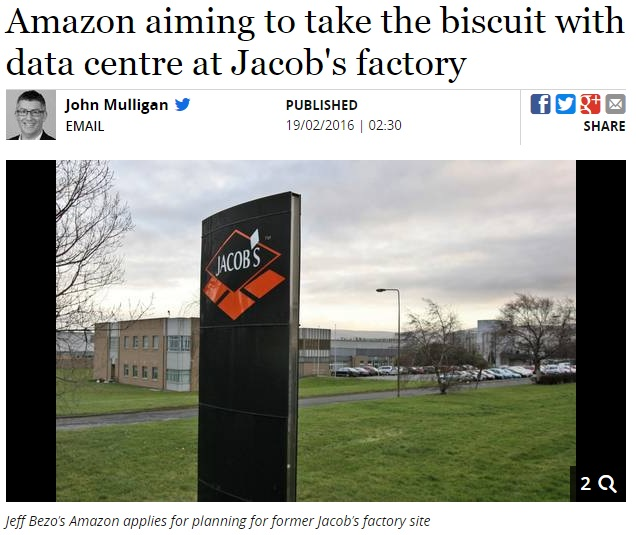 Amazon aiming to take the biscuit with
data centre at Jacob's factory
John Mulligan
EMAIL
PUBLISHED
19/02/2016 | 02:30
SHARE
JACOB'S
TM
2
Jeff Bezo's Amazon applies for planning for former Jacob's factory site